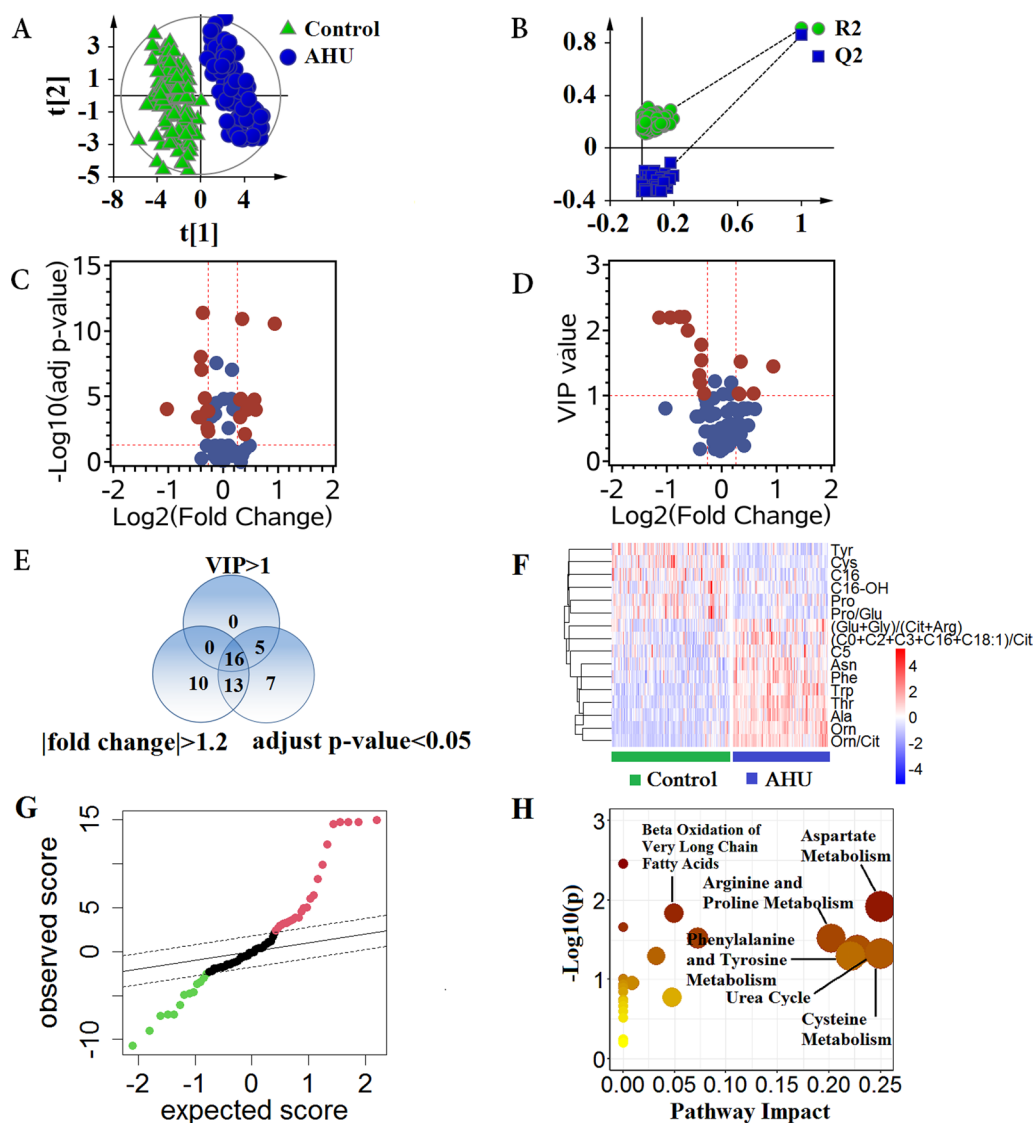 A
t[2]
3
1
-1
-3
-5
-8
-4
0
4
8
t[1]
Control
AHU
B
0.8
0.4
0
-0.4
-0.2
0.2
0.6
1
R2
Q2
C
-Log10(adj p-value)
15
10
5
0
-2
-1
0
1
2
Log2(Fold Change)
D
VIP value
3
2
1
0
-2
-1
0
1
2
Log2(Fold Change)
E
VIP>1
0
0
5
16
10
13
7
|fold change|>1.2
adjust p-value<0.05
F
Tyr
Cys
C16
C16-OH
Pro
Pro/Glu
(Glu+Gly)/(Cit+Arg)
(C0+C2+C3+C16+C18:1)/Cit
C5
Asn
Phe
Trp
Thr
Ala
Orn
Orn/Cit
4
2
0
-2
-4
Control
AHU
G
observed score
15
5
0
-10
-2
-1
0
1
2
expected score
H
-Log10(p)
3
2
1
0
Beta Oxidation of
Very Long Chain
Fatty Acids
Aspartate
Metabolism
Arginine and
Proline Metabolism
Phenylalanine
and Tyrosine
Metabolism
Urea Cycle
Cysteine
Metabolism
0.00
0.05
0.10
0.15
0.20
0.25
Pathway Impact